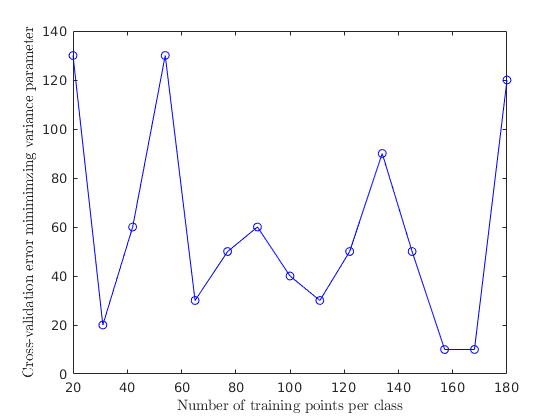 Cross-validation error minimimzing variance parameter
140
120
100
80
60
40
20
0
20 40 60 80 100 120 140 160 180
Number of training points per class